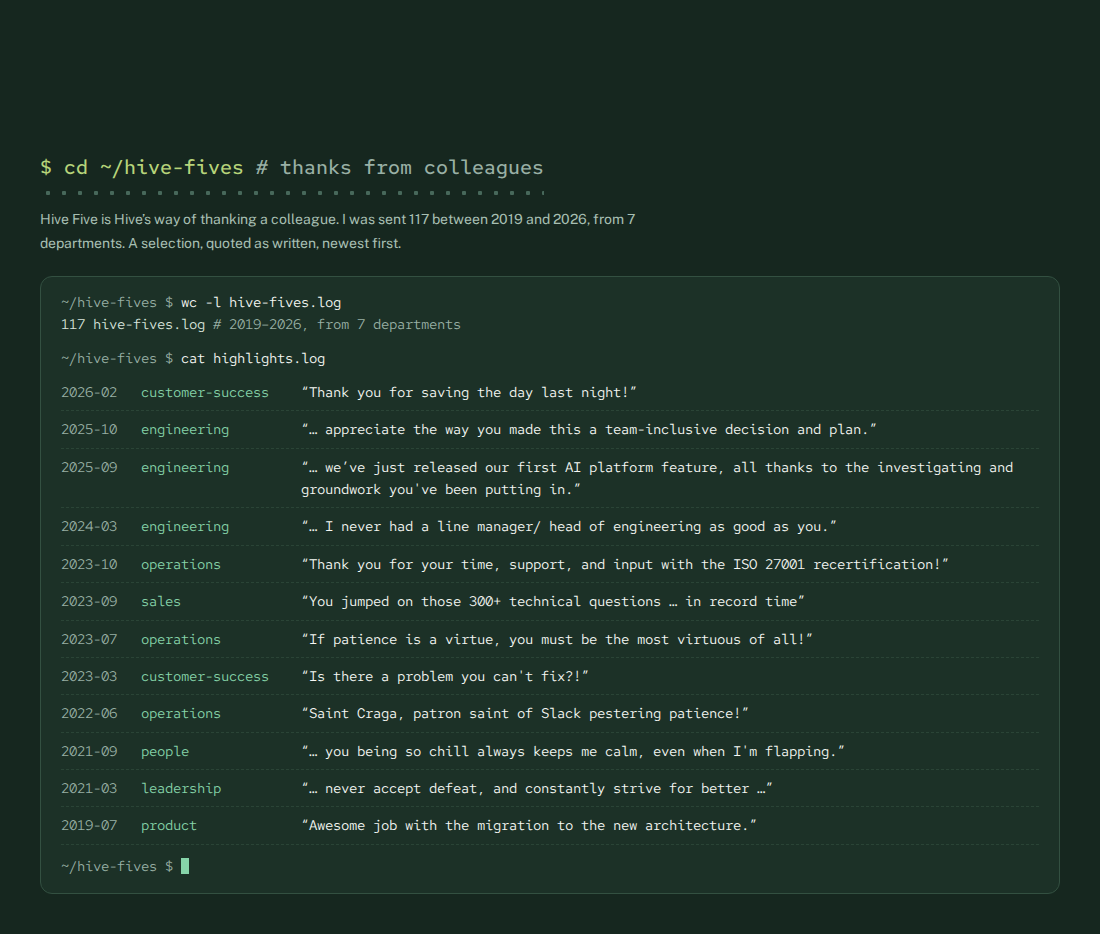 $ cd ~/hive-fives # thanks from colleagues
Hive Five is Hive’s way of thanking a colleague. I was sent 117 between 2019 and 2026, from 7
departments. A selection, quoted as written, newest first.
~/hive-fives $ wc -l hive-fives.log
117 hive-fives.log # 2019–2026, from 7 departments
~/hive-fives $ cat highlights.log
2026-02 customer-success “Thank you for saving the day last night!”
2025-10 engineering “… appreciate the way you made this a team-inclusive decision and plan.”
2025-09 engineering “… we’ve just released our first AI platform feature, all thanks to the investigating and
groundwork you've been putting in.”
2024-03 engineering “… I never had a line manager/ head of engineering as good as you.”
2023-10 operations “Thank you for your time, support, and input with the ISO 27001 recertification!”
2023-09 sales “You jumped on those 300+ technical questions … in record time”
2023-07 operations “If patience is a virtue, you must be the most virtuous of all!”
2023-03 customer-success “Is there a problem you can't fix?!”
2022-06 operations “Saint Craga, patron saint of Slack pestering patience!”
2021-09 people “… you being so chill always keeps me calm, even when I'm flapping.”
2021-03 leadership “… never accept defeat, and constantly strive for better …”
2019-07 product “Awesome job with the migration to the new architecture.”
~/hive-fives $